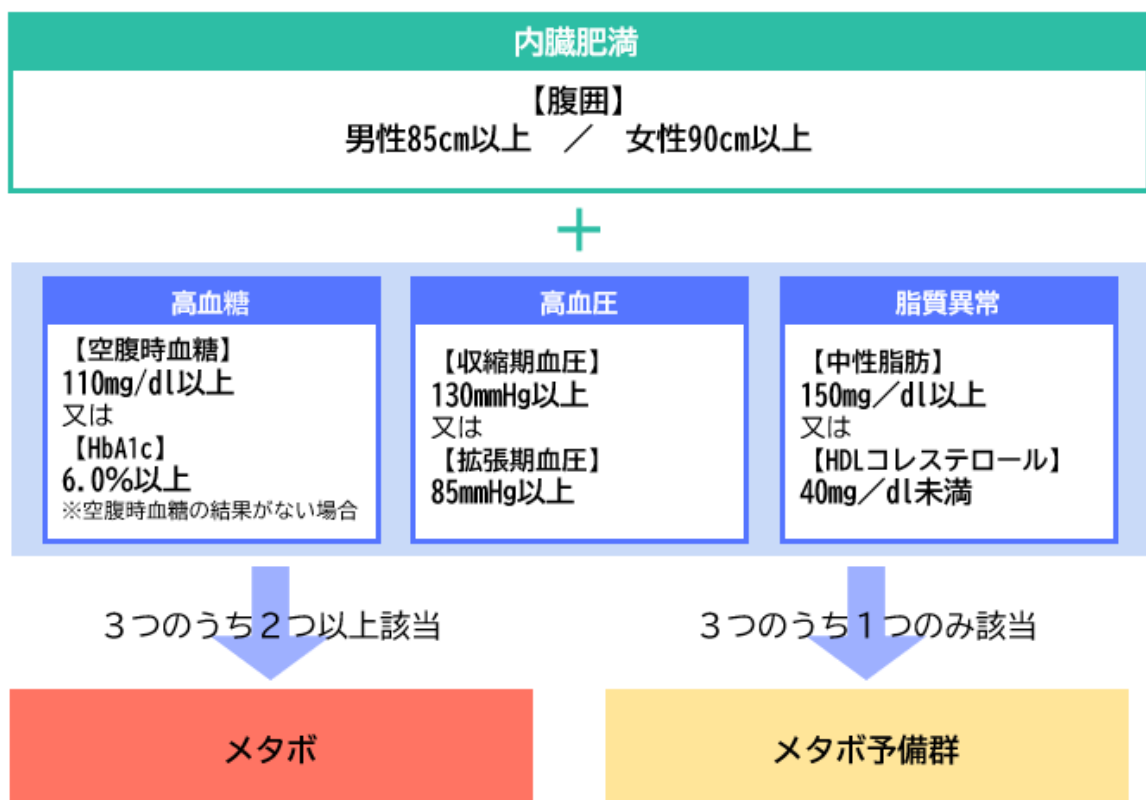 内臓肥満
【腹囲】
男性85cm以上　／　女性90cm以上
＋
高血糖
【空腹時血糖】
110mg/dl以上
又は
【HbA1c】
6.0%以上
※空腹時血糖の結果がない場合
高血圧
【収縮期血圧】
130mmHg以上
又は
【拡張期血圧】
85mmHg以上
脂質異常
【中性脂肪】
150mg／dl以上
又は
【HDLコレステロール】
40mg／dl未満
３つのうち２つ以上該当
３つのうち１つのみ該当
メタボ
メタボ予備群